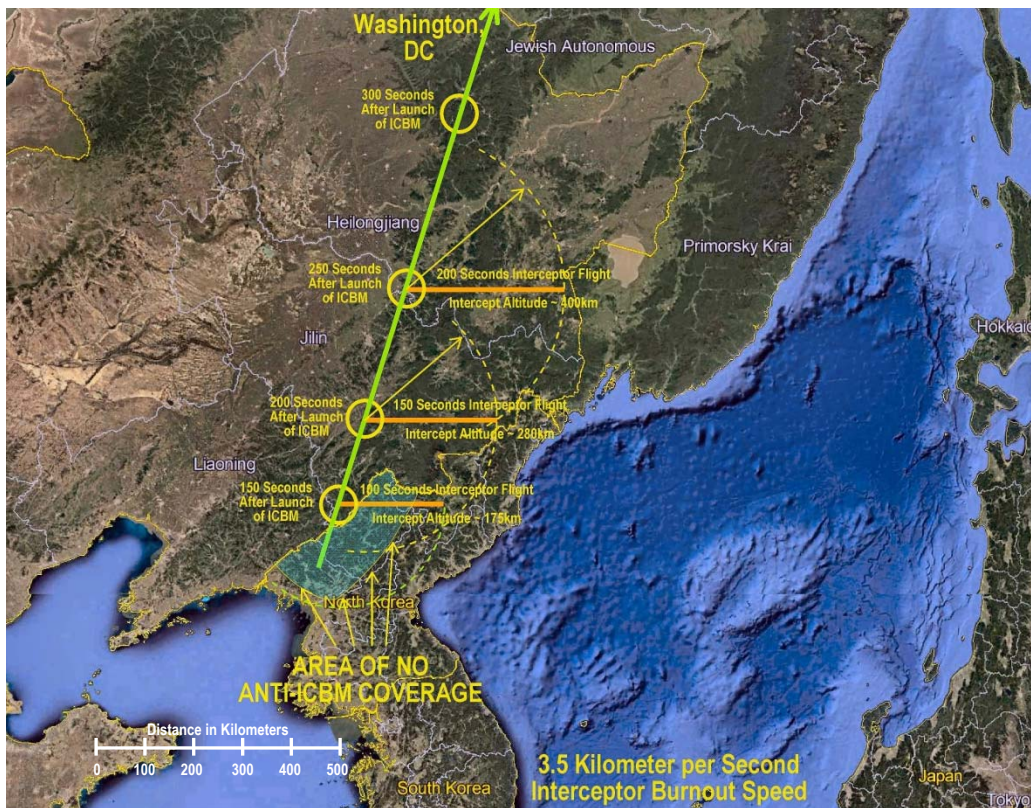 Washington,
DC
Jewish Autonomous
300 Seconds
After Launch
of ICBM
Heilongjiang
Primorsky Krai
250 Seconds
After Launch
of ICBM
200 Seconds Interceptor Flight
Intercept Altitude ~ 400km
Jilin
Hokkaid
200 Seconds
After Launch
of ICBM
150 Seconds Interceptor Flight
Intercept Altitude ~ 280km
Liaoning
150 Seconds
After Launch
of ICBM
100 Seconds Interceptor Flight
Intercept Altitude ~ 175km
North Korea
AREA OF NO
ANTI-ICBM COVERAGE
Distance in Kilometers
0 100 200 300 400 500
3.5 Kilometer per Second
Interceptor Burnout Speed
South Korea
Japan
Tokyo